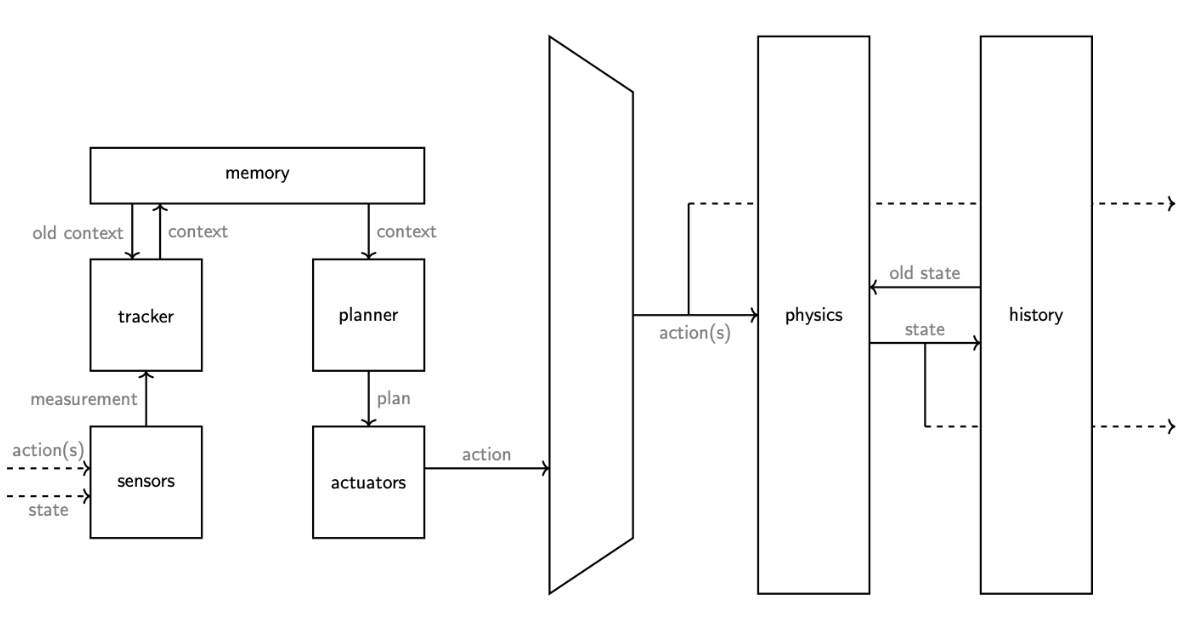 memory
old context
context
context
tracker
planner
action(s)
physics
old state
state
history
measurement
plan
action(s)
state
sensors
actuators
action